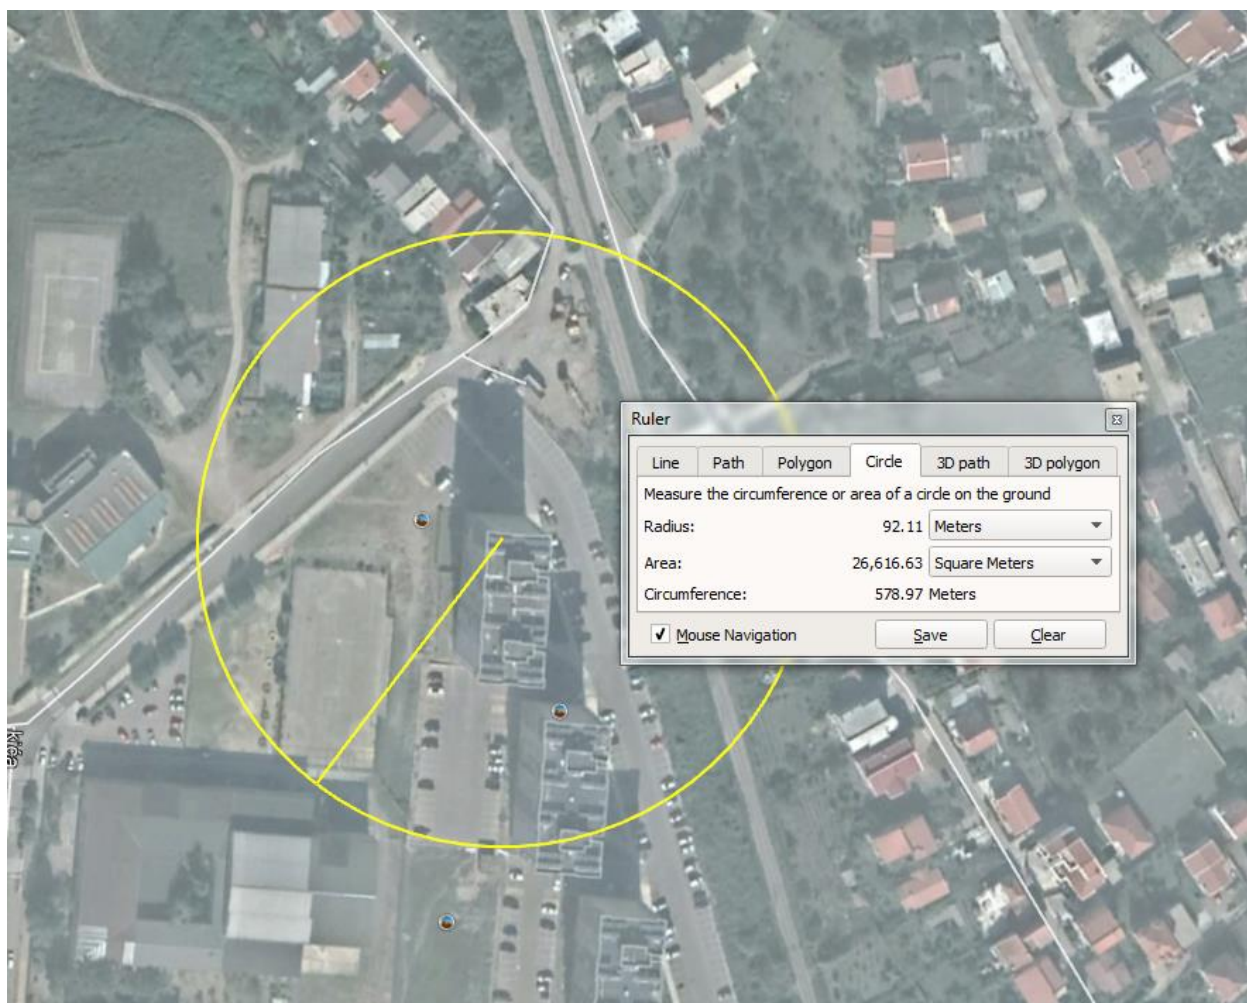 Ruler
Line Path Polygon Circle 3D path 3D polygon
Measure the circumference or area of a circle on the ground
Radius: 92.11 Meters
Area: 26,616.63 Square Meters
Circumference: 578.97 Meters
Mouse Navigation Save Clear